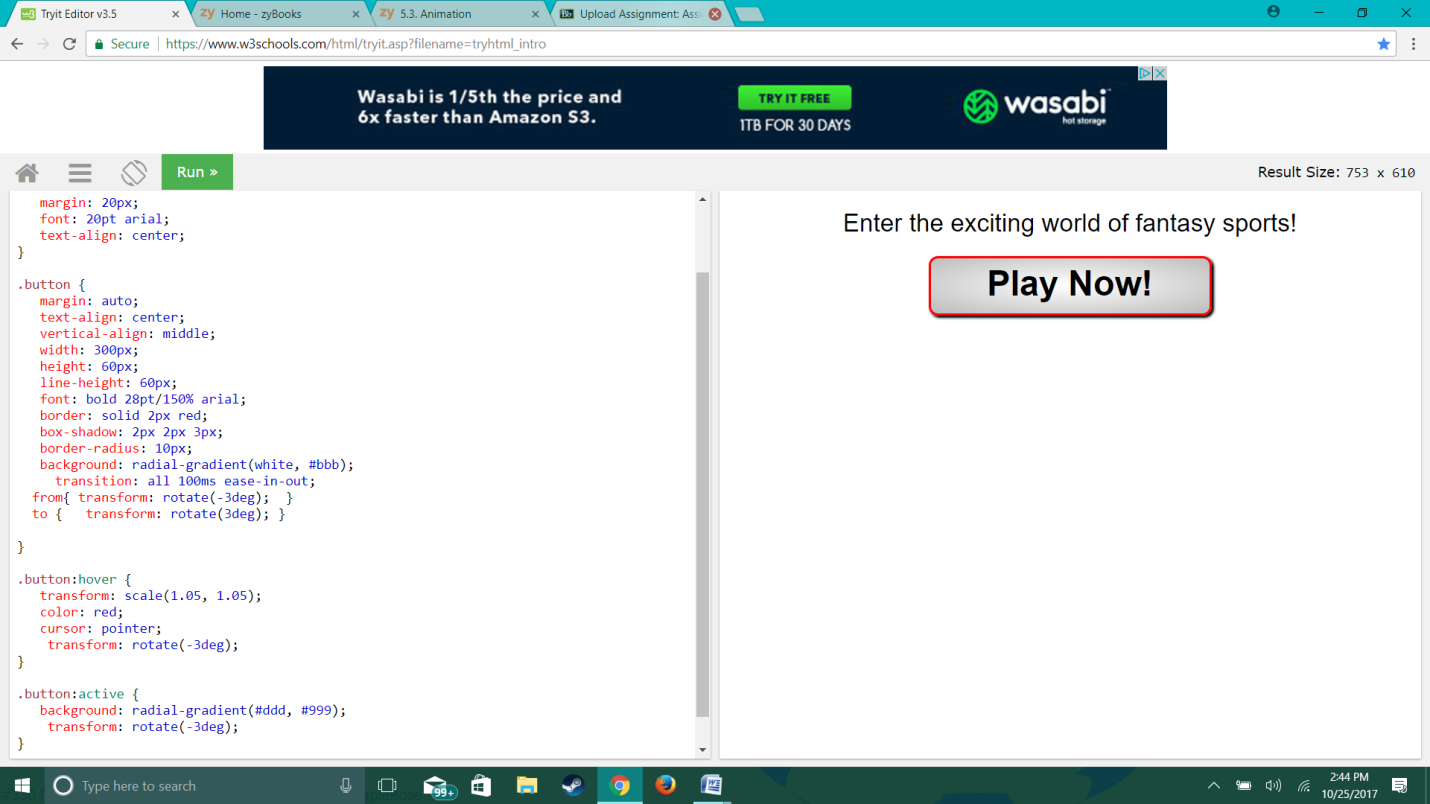 Tryit Editor v3.5
Home - zyBooks
5.3. Animation
Upload Assignment: Assi
Secure https://www.w3schools.com/html/tryit.asp?filename=tryhtml_intro
Wasabi is 1/5th the price and
6x faster than Amazon S3.
TRY IT FREE
1TB FOR 30 DAYS
wasabi
hot storage
Run »
Result Size: 753 x 610
margin: 20px;
font: 20pt arial;
text-align: center;
}
.button {
margin: auto;
text-align: center;
vertical-align: middle;
width: 300px;
height: 60px;
line-height: 60px;
font: bold 28pt/150% arial;
border: solid 2px red;
box-shadow: 2px 2px 3px;
border-radius: 10px;
background: radial-gradient(white, #bbb);
transition: all 100ms ease-in-out;
from{ transform: rotate(-3deg);  }
to {   transform: rotate(3deg); }
}
.button:hover {
transform: scale(1.05, 1.05);
color: red;
cursor: pointer;
transform: rotate(-3deg);
}
.button:active {
background: radial-gradient(#ddd, #999);
transform: rotate(-3deg);
}
Enter the exciting world of fantasy sports!
Play Now!
Type here to search
99+
2:44 PM
10/25/2017